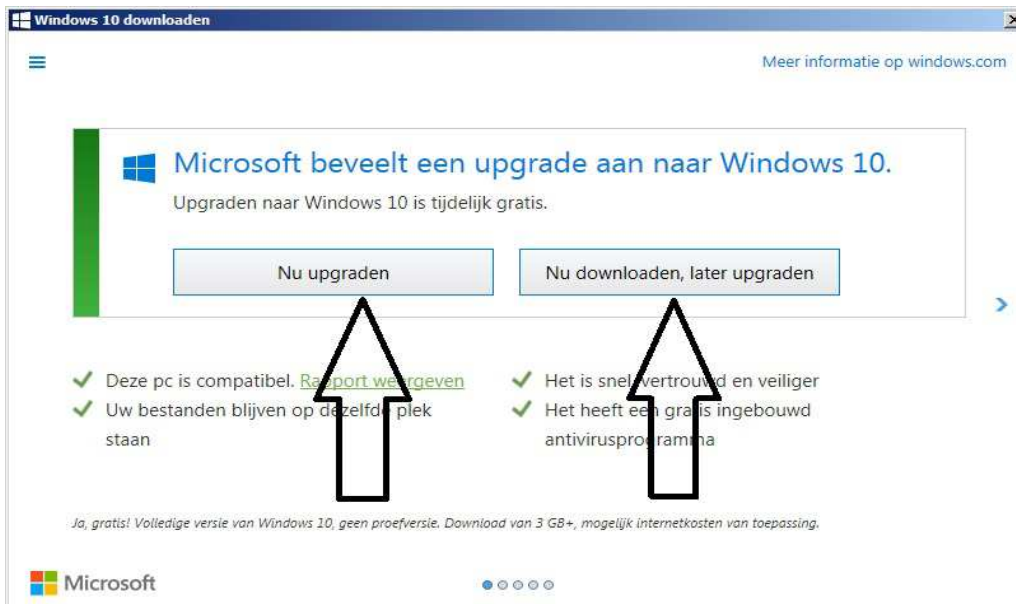 Windows 10 downloaden
Meer informatie op windows.com
Microsoft beveelt een upgrade aan naar Windows 10.
Upgraden naar Windows 10 is tijdelijk gratis.
Nu upgraden
Nu downloaden, later upgraden
Deze pc is compatibel. Rapport weergeven
Uw bestanden blijven op dezelfde plek
staan
Het is snel, vertrouwd en veiliger
Het heeft een gratis ingebouwd
antivirusprogramma
Ja, gratis! Volledige versie van Windows 10, geen proefversie. Download van 3 GB+, mogelijk internetkosten van toepassing.
Microsoft